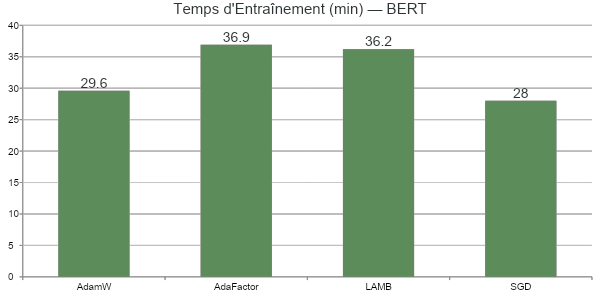 Temps d'Entraînement (min) — BERT
40
35
30
25
20
15
10
5
0
29.6
36.9
36.2
28
AdamW
AdaFactor
LAMB
SGD